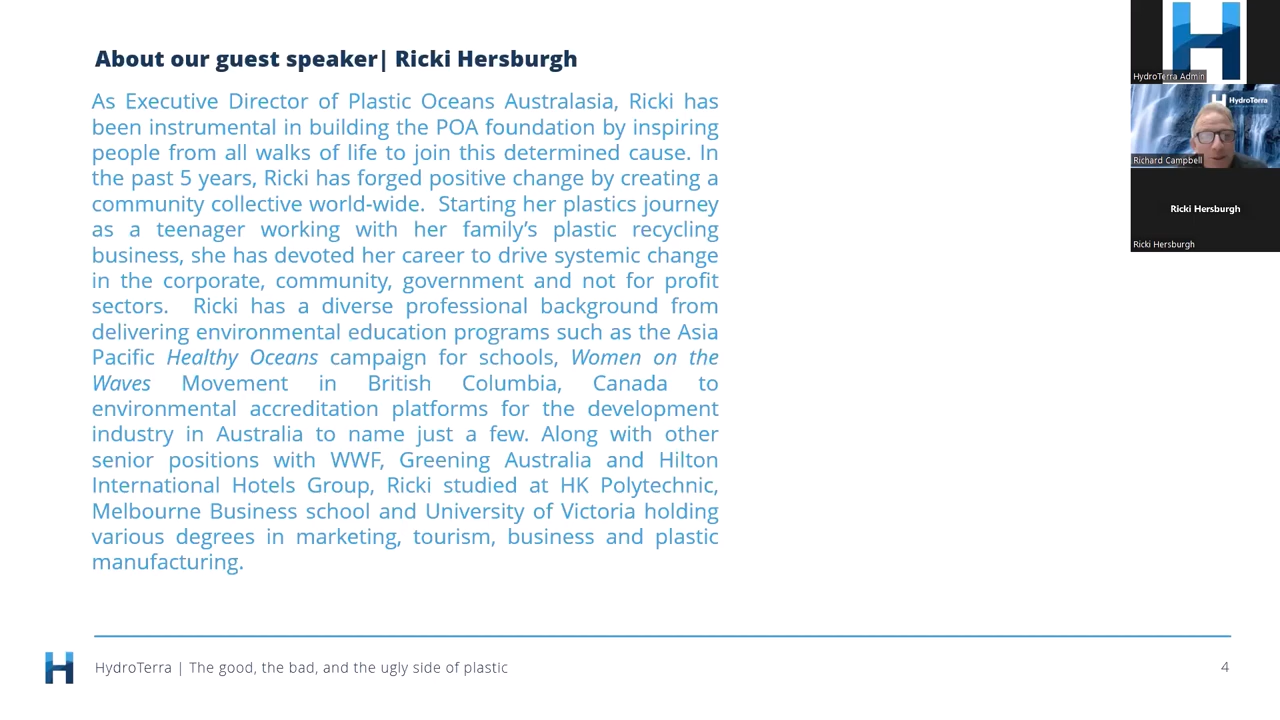 About our guest speaker| Ricki Hersburgh
As Executive Director of Plastic Oceans Australasia, Ricki has
been instrumental in building the POA foundation by inspiring
people from all walks of life to join this determined cause. In
the past 5 years, Ricki has forged positive change by creating a
community collective world-wide.  Starting her plastics journey
as a teenager working with her family’s plastic recycling
business, she has devoted her career to drive systemic change
in the corporate, community, government and not for profit
sectors.  Ricki has a diverse professional background from
delivering environmental education programs such as the Asia
Pacific Healthy Oceans campaign for schools, Women on the
Waves Movement in British Columbia, Canada to
environmental accreditation platforms for the development
industry in Australia to name just a few. Along with other
senior positions with WWF, Greening Australia and Hilton
International Hotels Group, Ricki studied at HK Polytechnic,
Melbourne Business school and University of Victoria holding
various degrees in marketing, tourism, business and plastic
manufacturing.
HydroTerra | The good, the bad, and the ugly side of plastic
4
HydroTerra Admin
HydroTerra
Richard Campbell
Ricki Hersburgh
Ricki Hersburgh